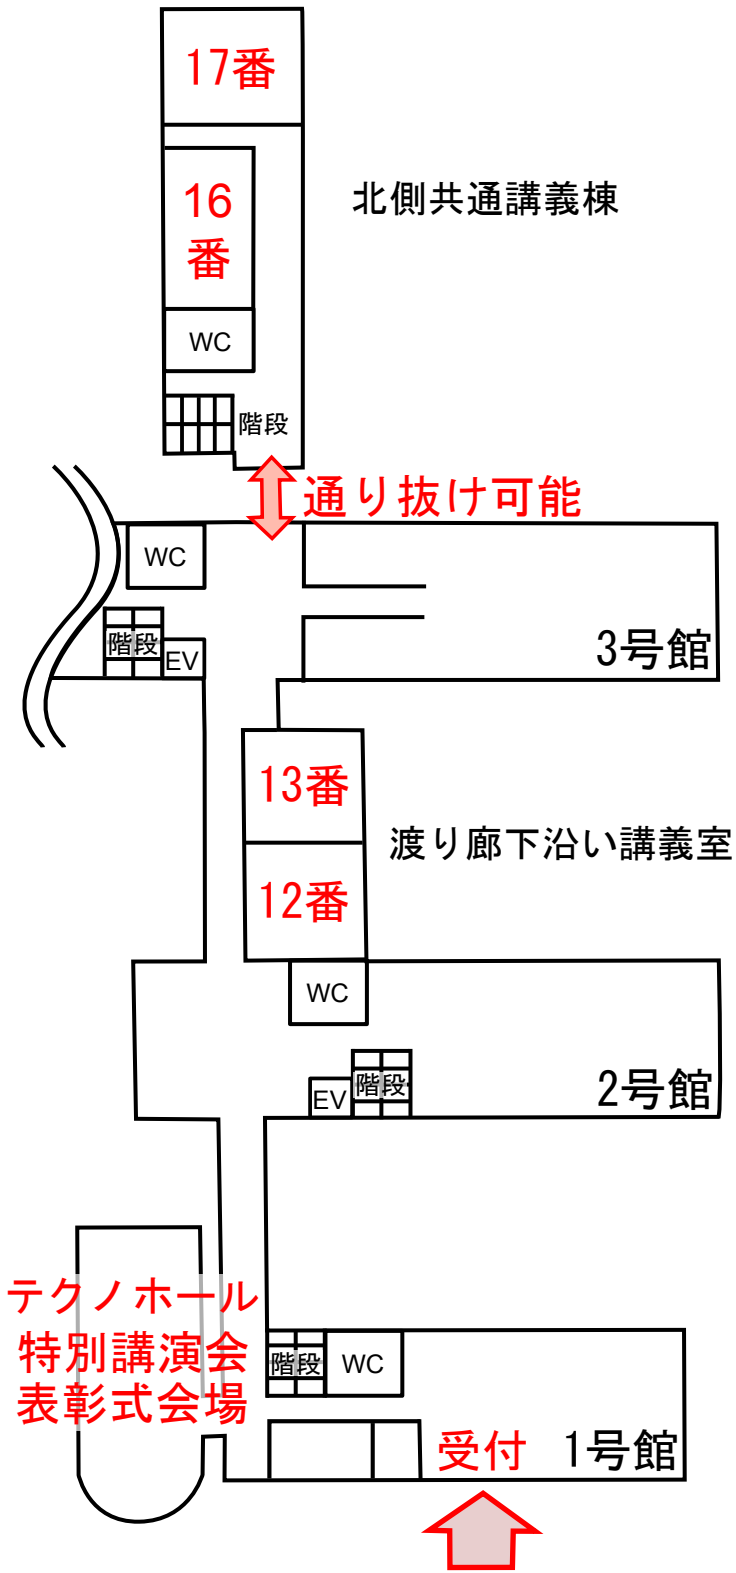 17番
16
番
北側共通講義棟
WC
階段
通り抜け可能
WC
階段
EV
3号館
13番
渡り廊下沿い講義室
12番
WC
階段
EV
2号館
テクノホール
特別講演会
表彰式会場
階段
WC
受付
1号館